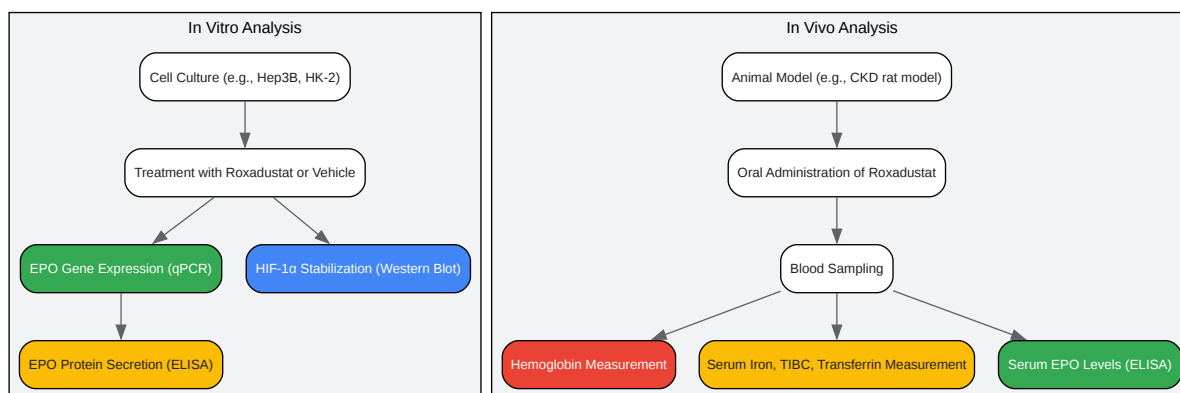 In Vitro Analysis
Cell Culture (e.g., Hep3B, HK-2)
Treatment with Roxadustat or Vehicle
EPO Gene Expression (qPCR)
HIF-1α Stabilization (Western Blot)
EPO Protein Secretion (ELISA)
In Vivo Analysis
Animal Model (e.g., CKD rat model)
Oral Administration of Roxadustat
Blood Sampling
Hemoglobin Measurement
Serum Iron, TIBC, Transferrin Measurement
Serum EPO Levels (ELISA)